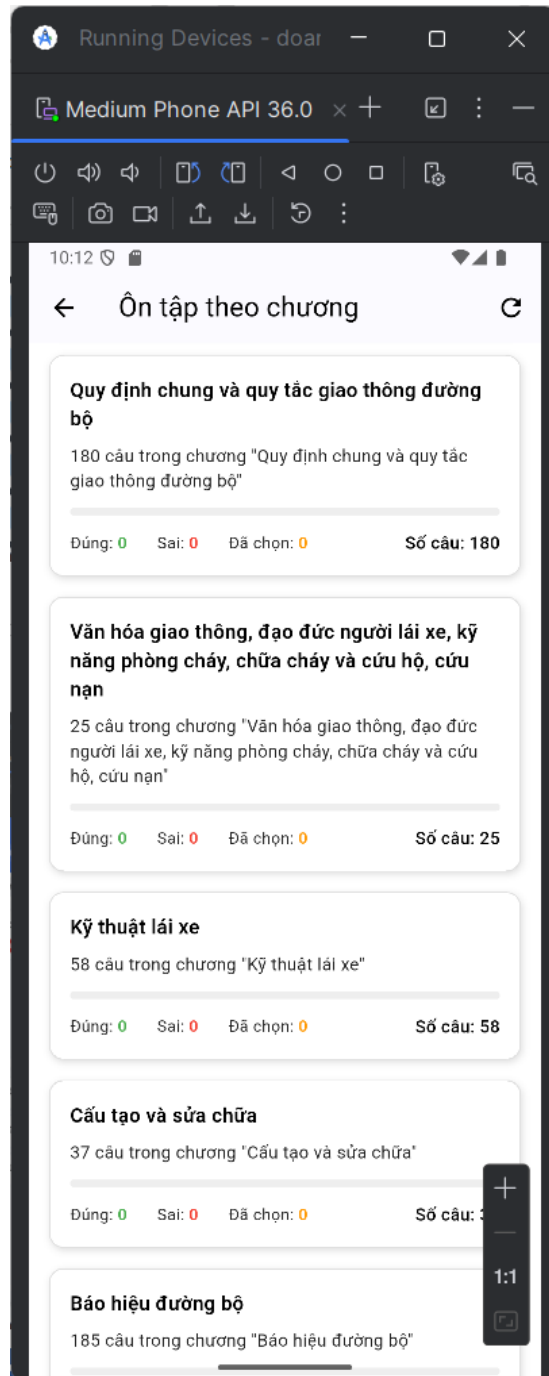 Running Devices - doar
Medium Phone API 36.0
10:12
Ôn tập theo chương
Quy định chung và quy tắc giao thông đường
bộ
180 câu trong chương "Quy định chung và quy tắc
giao thông đường bộ"
Đúng: 0 Sai: 0 Đã chọn: 0 Số câu: 180
Văn hóa giao thông, đạo đức người lái xe, kỹ
năng phòng cháy, chữa cháy và cứu hộ, cứu
nạn
25 câu trong chương "Văn hóa giao thông, đạo đức
người lái xe, kỹ năng phòng cháy, chữa cháy và cứu
hộ, cứu nạn"
Đúng: 0 Sai: 0 Đã chọn: 0 Số câu: 25
Kỹ thuật lái xe
58 câu trong chương "Kỹ thuật lái xe"
Đúng: 0 Sai: 0 Đã chọn: 0 Số câu: 58
Cấu tạo và sửa chữa
37 câu trong chương "Cấu tạo và sửa chữa"
Đúng: 0 Sai: 0 Đã chọn: 0 Số câu:
1:1
Báo hiệu đường bộ
185 câu trong chương "Báo hiệu đường bộ"